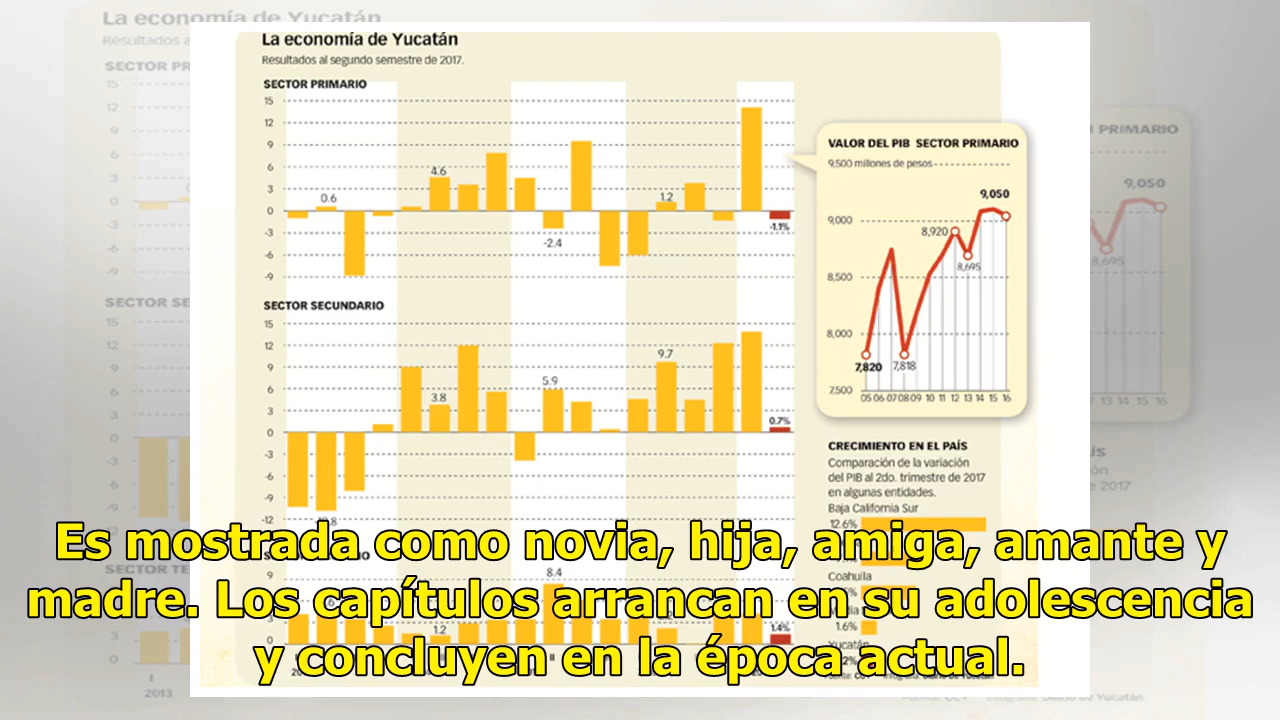 La economía de Yucatán
Resultados al segundo semestre de 2017.
SECTOR PRIMARIO
15
12
9
6
3
0
-3
-6
-9
0.6
4.6
-2.4
1.2
-1.1%
VALOR DEL PIB SECTOR PRIMARIO
9,500 millones de pesos
9,000
8,500
8,000
7,500
7,820
7,818
8,920
8,695
9,050
05 06 07 08 09 10 11 12 13 14 15 16
SECTOR SECUNDARIO
15
12
9
6
3
0
-3
-6
-9
-12
3.8
5.9
9.7
0.7%
CRECIMIENTO EN EL PAÍS
Comparación de la variación
del PIB al 2do. trimestre de 2017
en algunas entidades.
Baja California Sur
12.6%
Coahuila
1.6%
Yucatán
9
3
0
1.2
8.4
1.4%
Es mostrada como novia, hija, amiga, amante y
madre. Los capítulos arrancan en su adolescencia
y concluyen en la época actual.